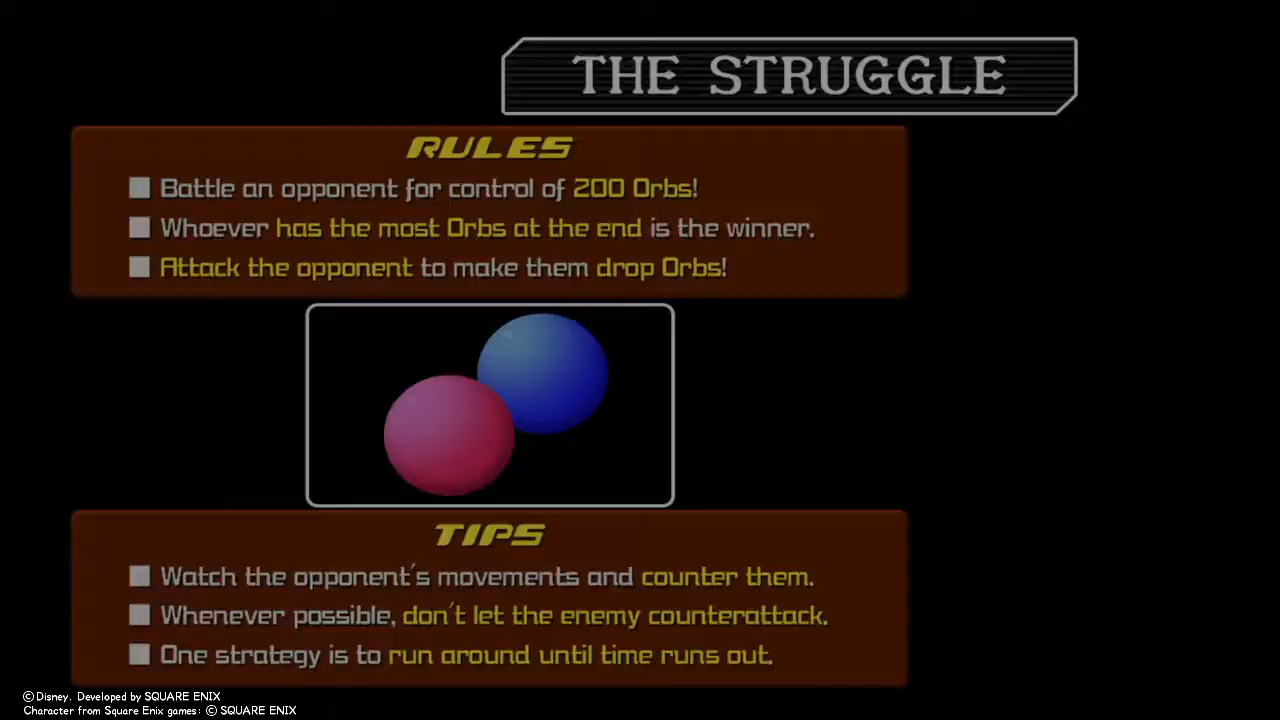 THE STRUGGLE
RULES
Battle an opponent for control of 200 Orbs!
Whoever has the most Orbs at the end is the winner.
Attack the opponent to make them drop Orbs!
TIPS
Watch the opponent's movements and counter them.
Whenever possible, don't let the enemy counterattack.
One strategy is to run around until time runs out.
© Disney. Developed by SQUARE ENIX
Character from Square Enix games: © SQUARE ENIX